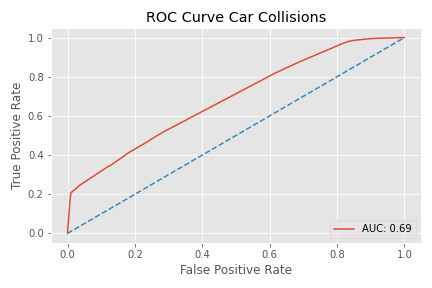 ROC Curve Car Collisions
True Positive Rate
1.0
0.8
0.6
0.4
0.2
0.0
AUC: 0.69
0.0 0.2 0.4 0.6 0.8 1.0
False Positive Rate